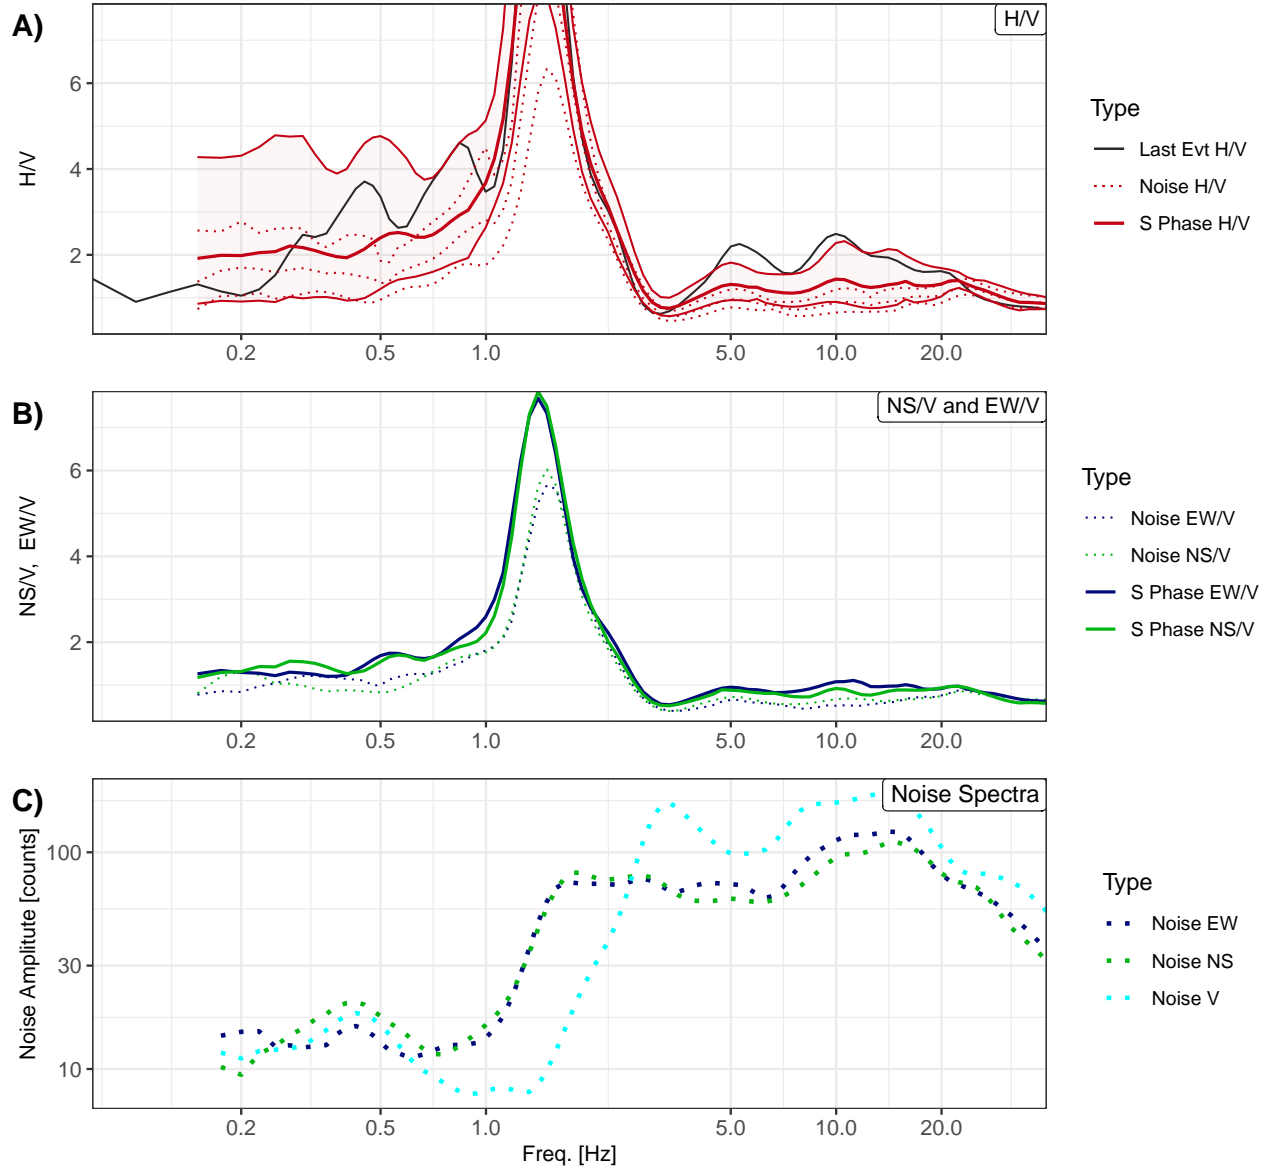 A)
H/V
H/V
6
4
2
0.2 0.5 1.0 5.0 10.0 20.0
Type
Last Evt H/V
Noise H/V
S Phase H/V
B)
NS/V and EW/V
NS/V, EW/V
6
4
2
0.2 0.5 1.0 5.0 10.0 20.0
Type
Noise EW/V
Noise NS/V
S Phase EW/V
S Phase NS/V
C)
Noise Spectra
Noise Amplitute [counts]
100
30
10
0.2 0.5 1.0 5.0 10.0 20.0
Freq. [Hz]
Type
Noise EW
Noise NS
Noise V